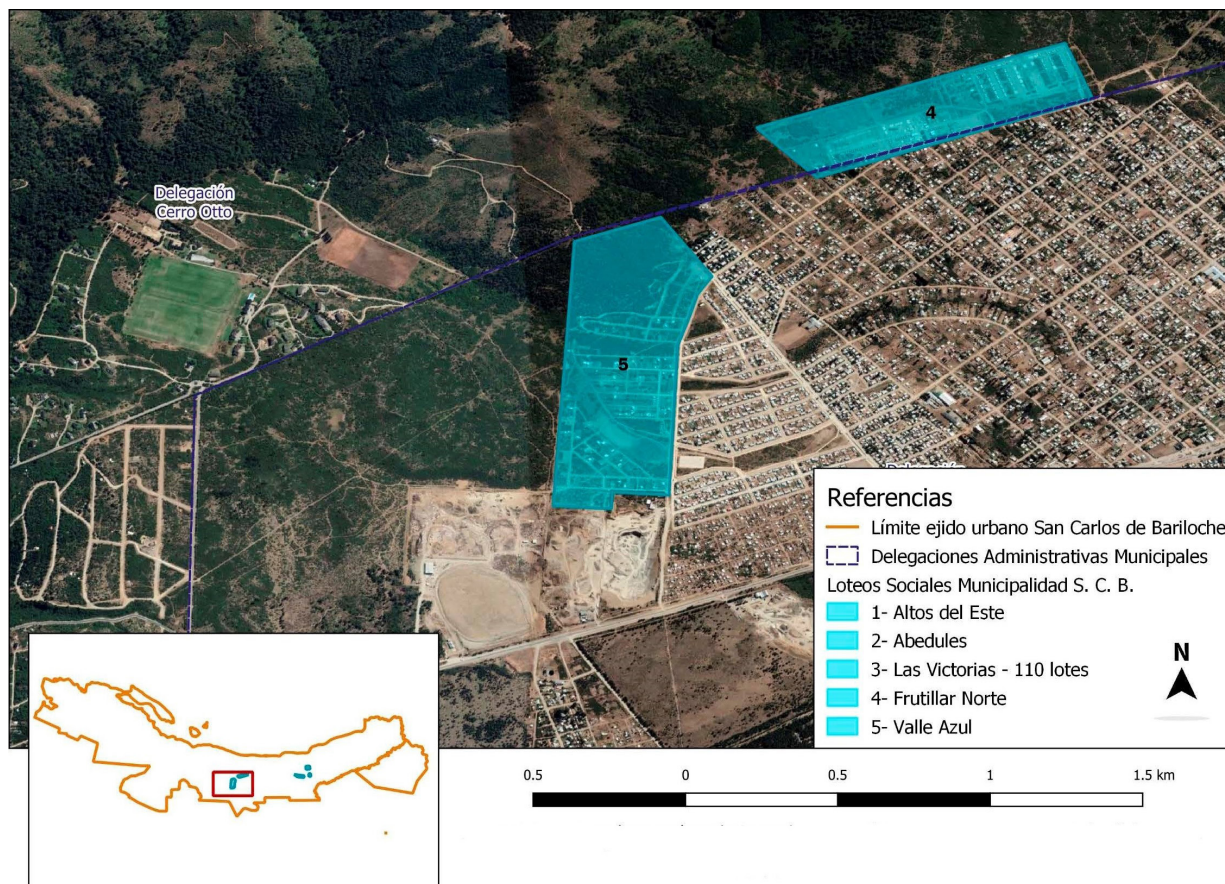 4
Delegación
Cerro Otto
5
Delegación
Referencias
Límite ejido urbano San Carlos de Bariloche
Delegaciones Administrativas Municipales
Loteos Sociales Municipalidad S. C. B.
1- Altos del Este
2- Abedules
3- Las Victorias - 110 lotes
4- Frutillar Norte
5- Valle Azul
N
0.5 0 0.5 1 1.5 km